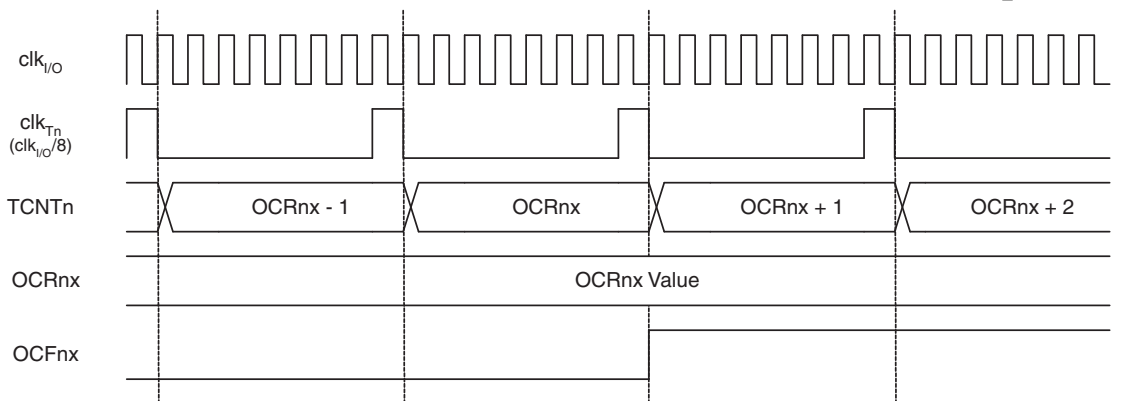 clkI/O
clkTn
(clkI/O/8)
TCNTn
OCRnx - 1
OCRnx
OCRnx + 1
OCRnx + 2
OCRnx
OCRnx Value
OCFnx